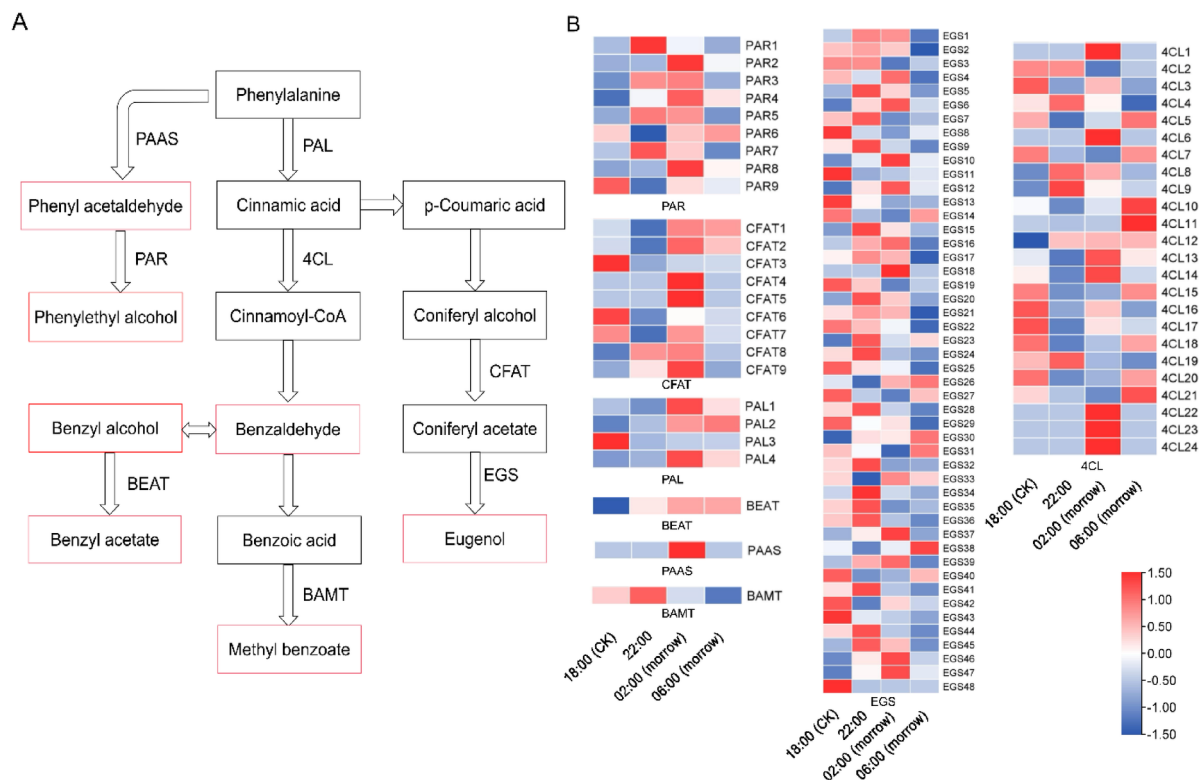 A
Phenylalanine
PAAS
PAL
Phenyl acetaldehyde
Cinnamic acid
p-Coumaric acid
PAR
4CL
Phenylethyl alcohol
Cinnamoyl-CoA
Coniferyl alcohol
CFAT
Benzyl alcohol
Benzaldehyde
Coniferyl acetate
BEAT
EGS
Benzyl acetate
Benzoic acid
Eugenol
BAMT
Methyl benzoate
B
PAR1
PAR2
PAR3
PAR4
PAR5
PAR6
PAR7
PAR8
PAR9
PAR
CFAT1
CFAT2
CFAT3
CFAT4
CFAT5
CFAT6
CFAT7
CFAT8
CFAT9
CFAT
PAL1
PAL2
PAL3
PAL4
PAL
BEAT
BEAT
PAAS
PAAS
BAMT
BAMT
18:00 (CK)
22:00
02:00 (morrow)
06:00 (morrow)
EGS1
EGS2
EGS3
EGS4
EGS5
EGS6
EGS7
EGS8
EGS9
EGS10
EGS11
EGS12
EGS13
EGS14
EGS15
EGS16
EGS17
EGS18
EGS19
EGS20
EGS21
EGS22
EGS23
EGS24
EGS25
EGS26
EGS27
EGS28
EGS29
EGS30
EGS31
EGS32
EGS33
EGS34
EGS35
EGS36
EGS37
EGS38
EGS39
EGS40
EGS41
EGS42
EGS43
EGS44
EGS45
EGS46
EGS47
EGS48
EGS
18:00 (CK)
22:00
02:00 (morrow)
06:00 (morrow)
4CL1
4CL2
4CL3
4CL4
4CL5
4CL6
4CL7
4CL8
4CL9
4CL10
4CL11
4CL12
4CL13
4CL14
4CL15
4CL16
4CL17
4CL18
4CL19
4CL20
4CL21
4CL22
4CL23
4CL24
4CL
18:00 (CK)
22:00
02:00 (morrow)
06:00 (morrow)
1.50
1.00
0.50
0.00
-0.50
-1.00
-1.50